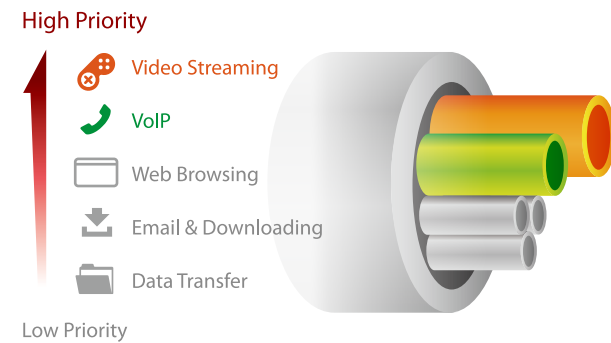 High Priority
Video Streaming
VoIP
Web Browsing
Email & Downloading
Data Transfer
Low Priority